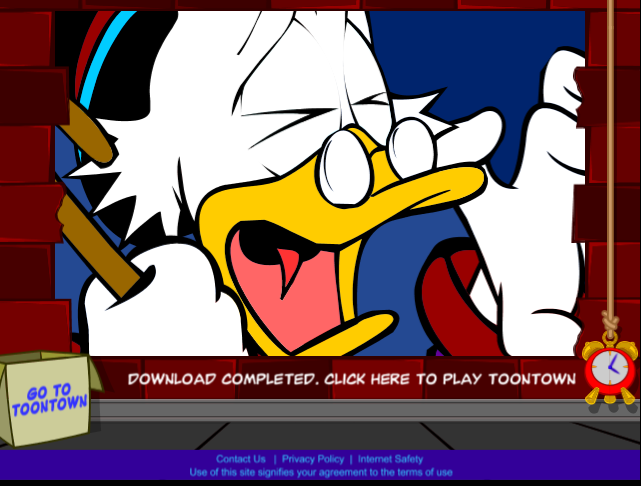 DOWNLOAD COMPLETED. CLICK HERE TO PLAY TOONTOWN
GO TO
TOONTOWN
Contact Us | Privacy Policy | Internet Safety
Use of this site signifies your agreement to the terms of use